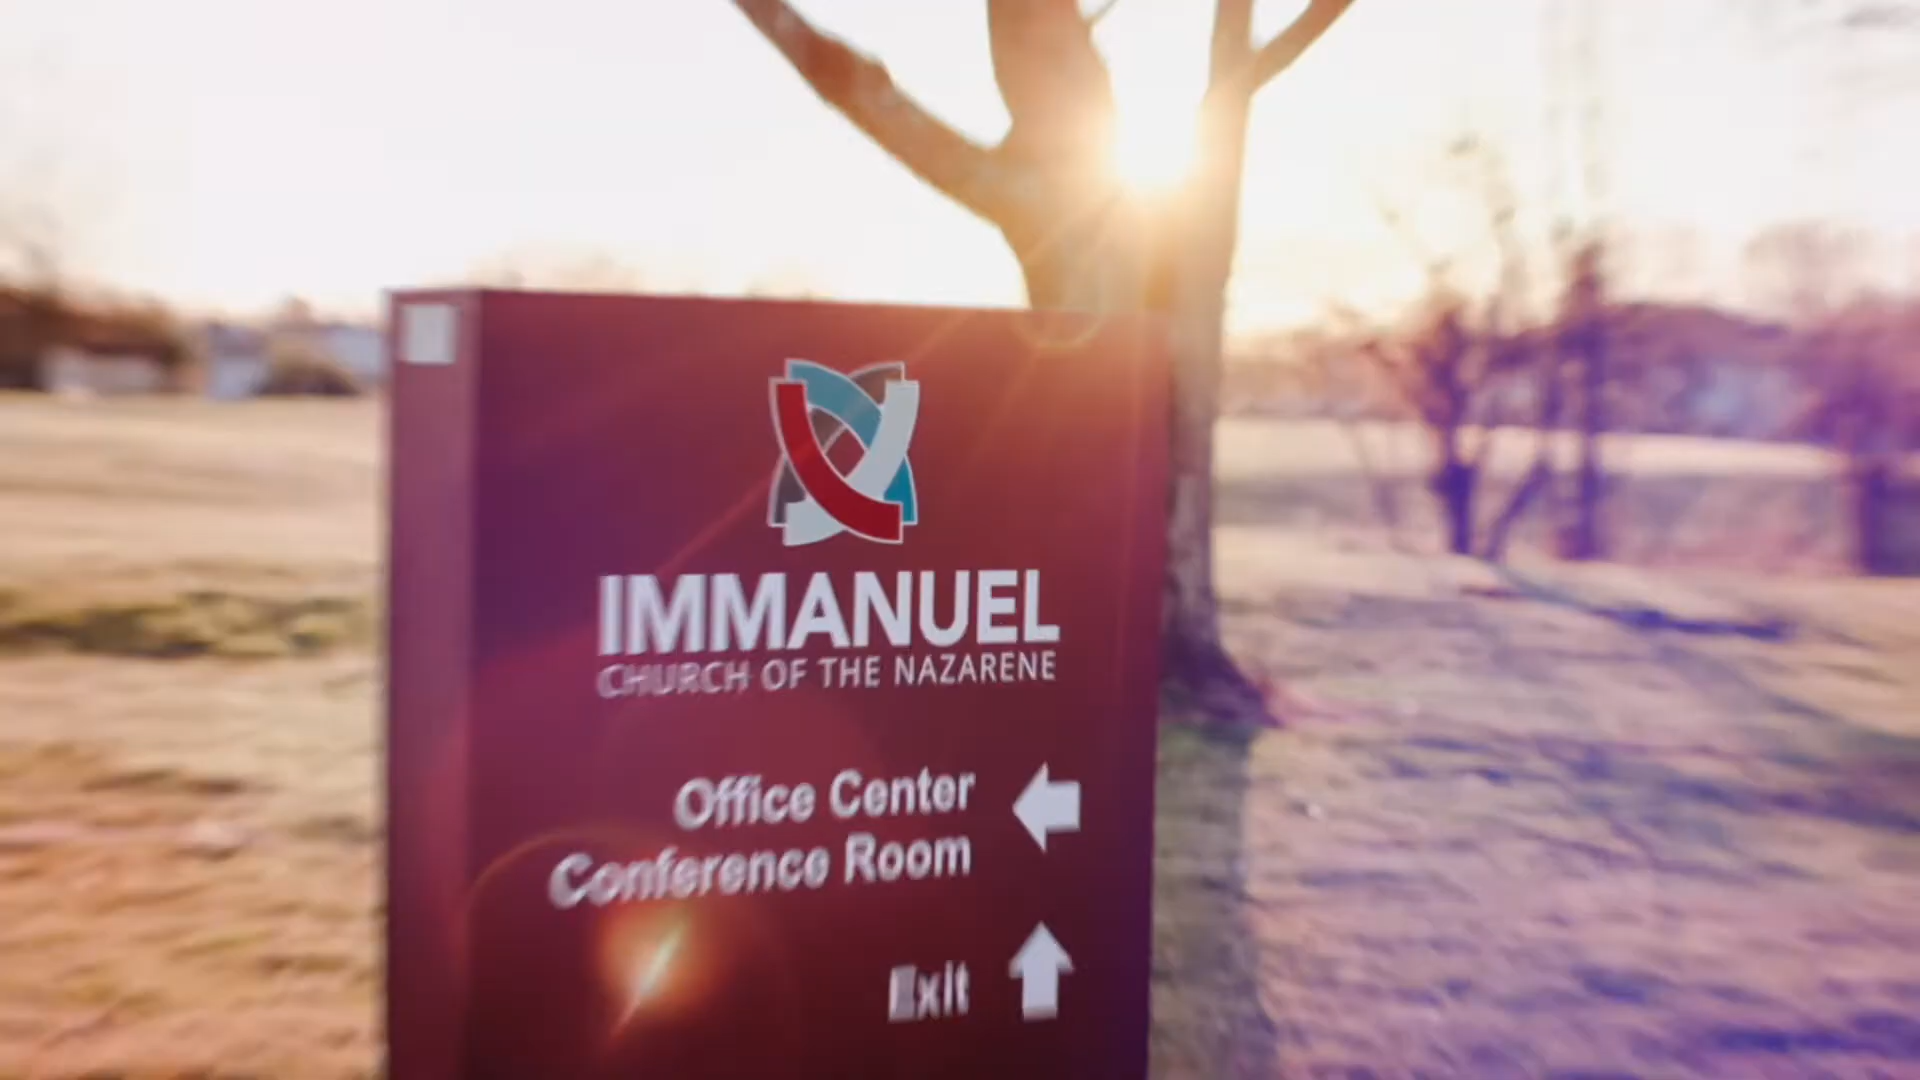 IMMANUEL
CHURCH OF THE NAZARENE
Office Center
Conference Room
Exit